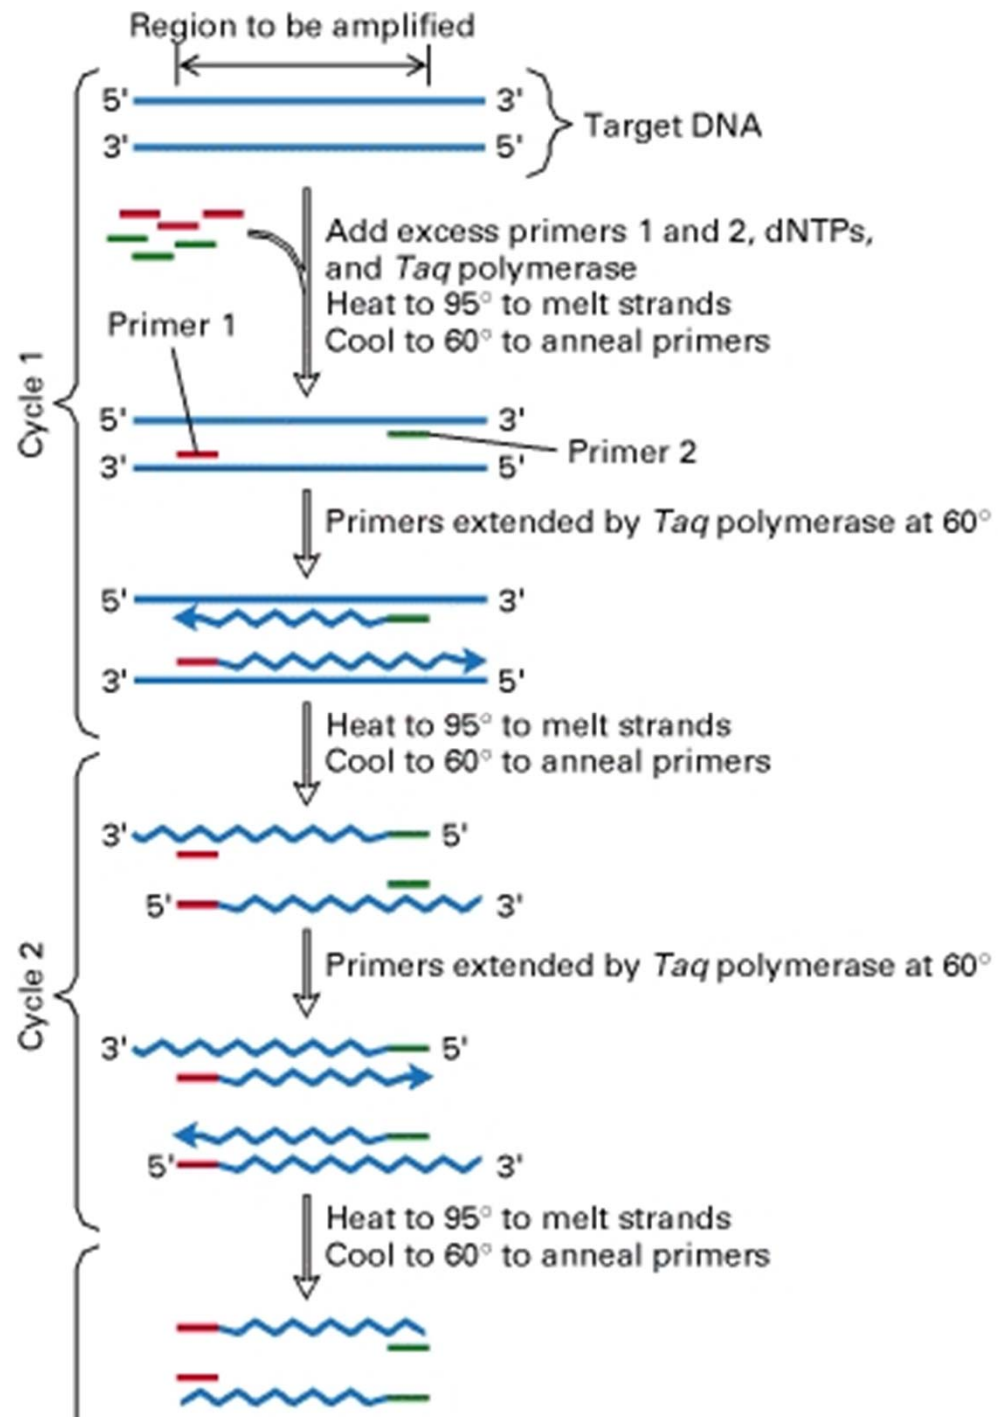 Region to be amplified
5' 3'
Target DNA
3' 5'
Add excess primers 1 and 2, dNTPs,
and Taq polymerase
Heat to 95° to melt strands
Primer 1
Cool to 60° to anneal primers
Cycle 1
5' 3'
Primer 2
3' 5'
Primers extended by Taq polymerase at 60°
5' 3'
3' 5'
Heat to 95° to melt strands
Cool to 60° to anneal primers
3' 5'
5' 3'
Cycle 2
Primers extended by Taq polymerase at 60°
3' 5'
5' 3'
Heat to 95° to melt strands
Cool to 60° to anneal primers